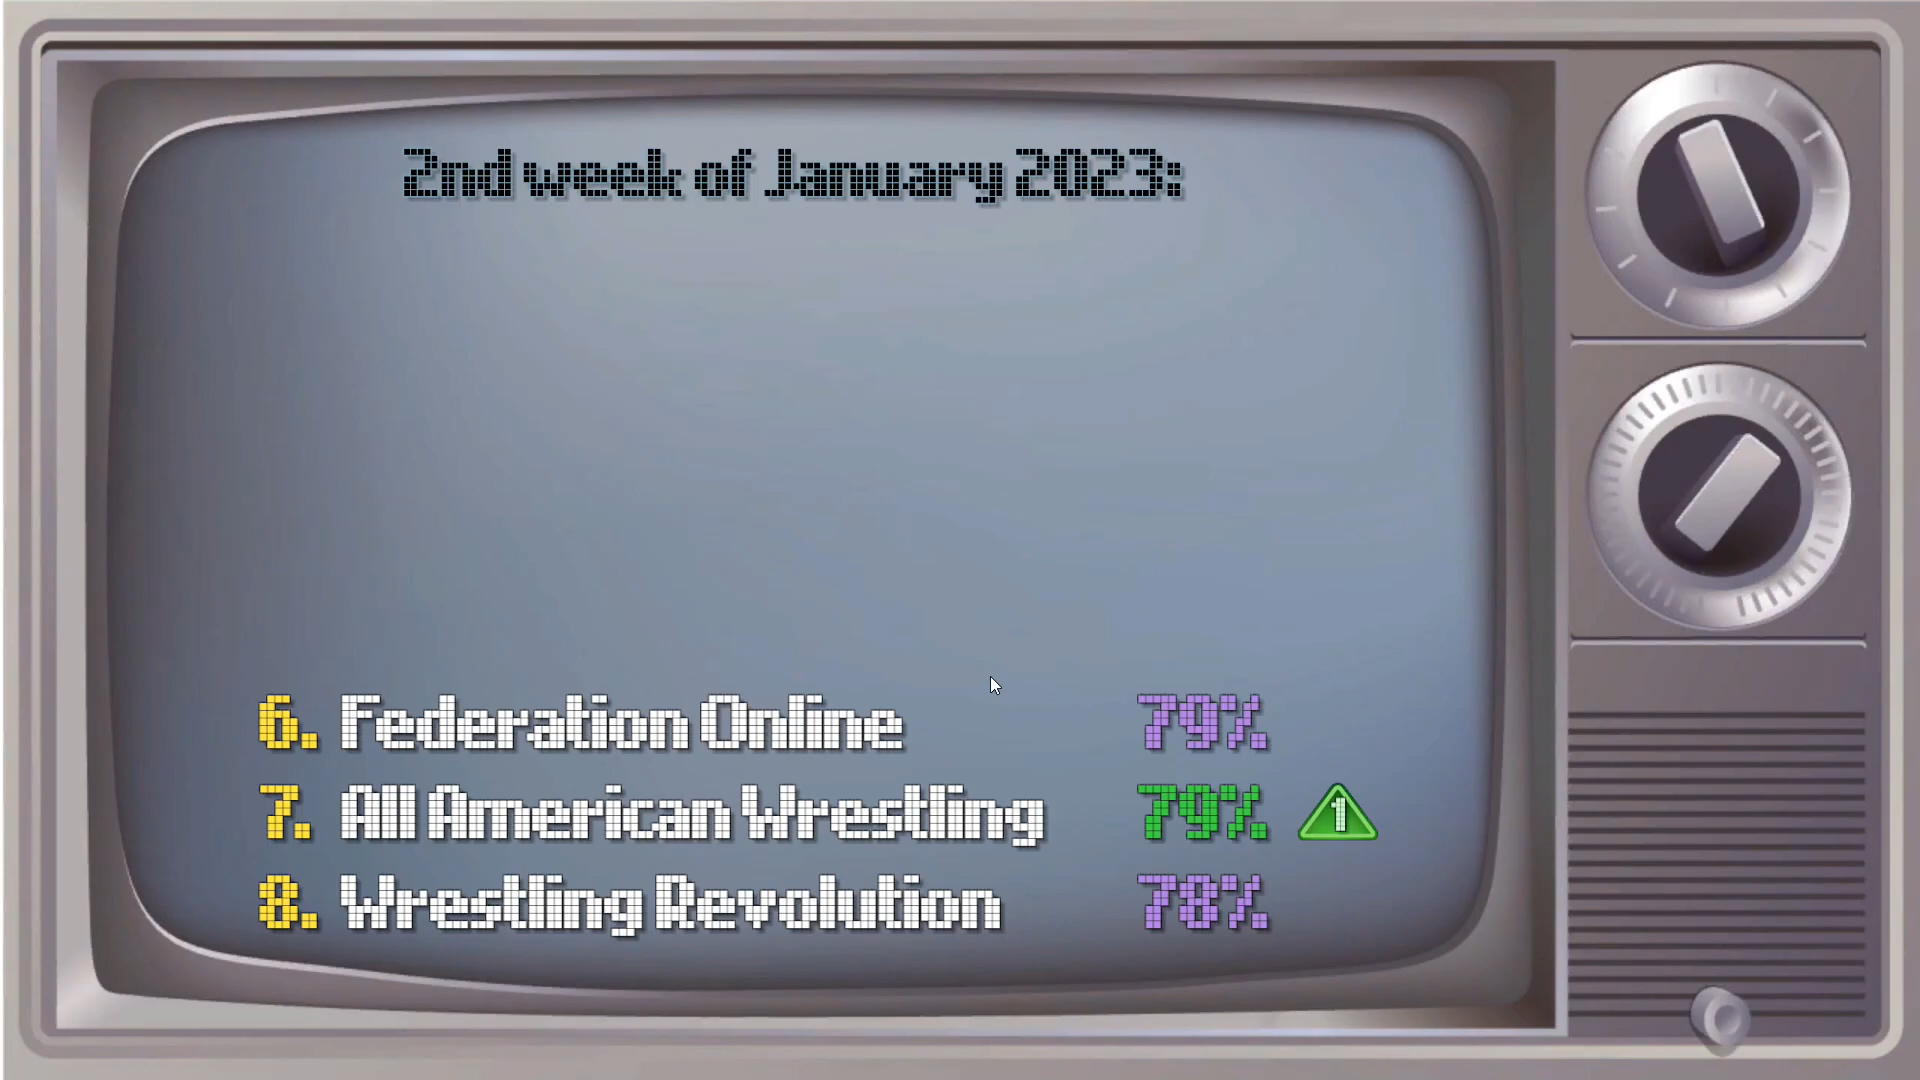 2nd week of January 2023:
6. Federation Online 79%
7. All American Wrestling 79% 1
8. Wrestling Revolution 78%